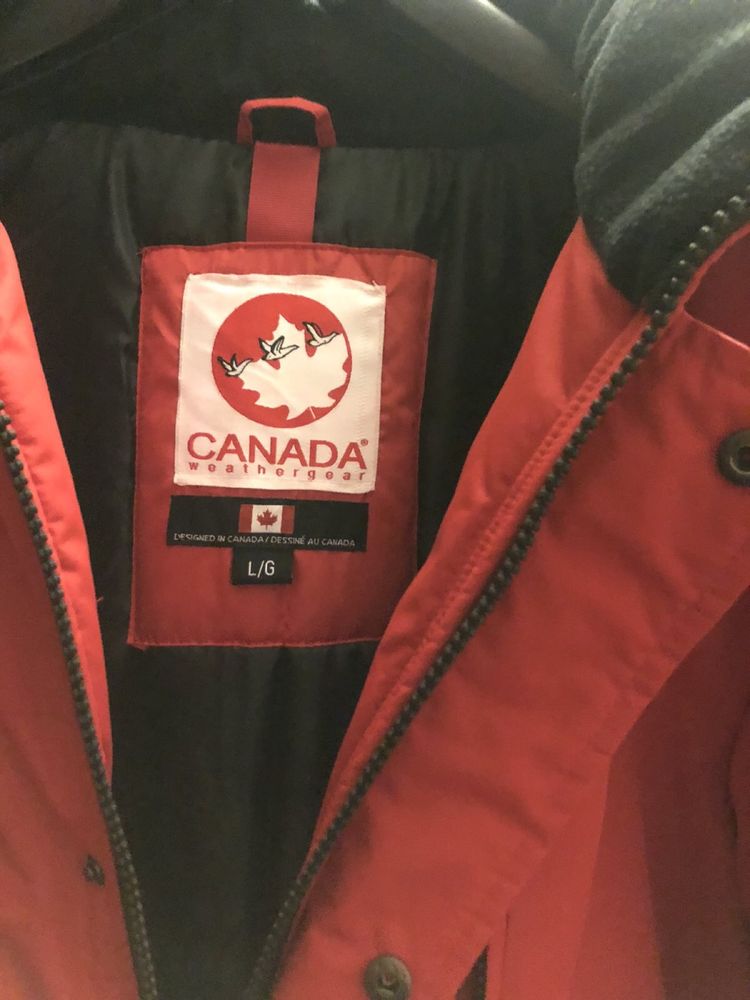 CANADA®
weathergear
DESIGNED IN CANADA / DESSINÉ AU CANADA
L/G